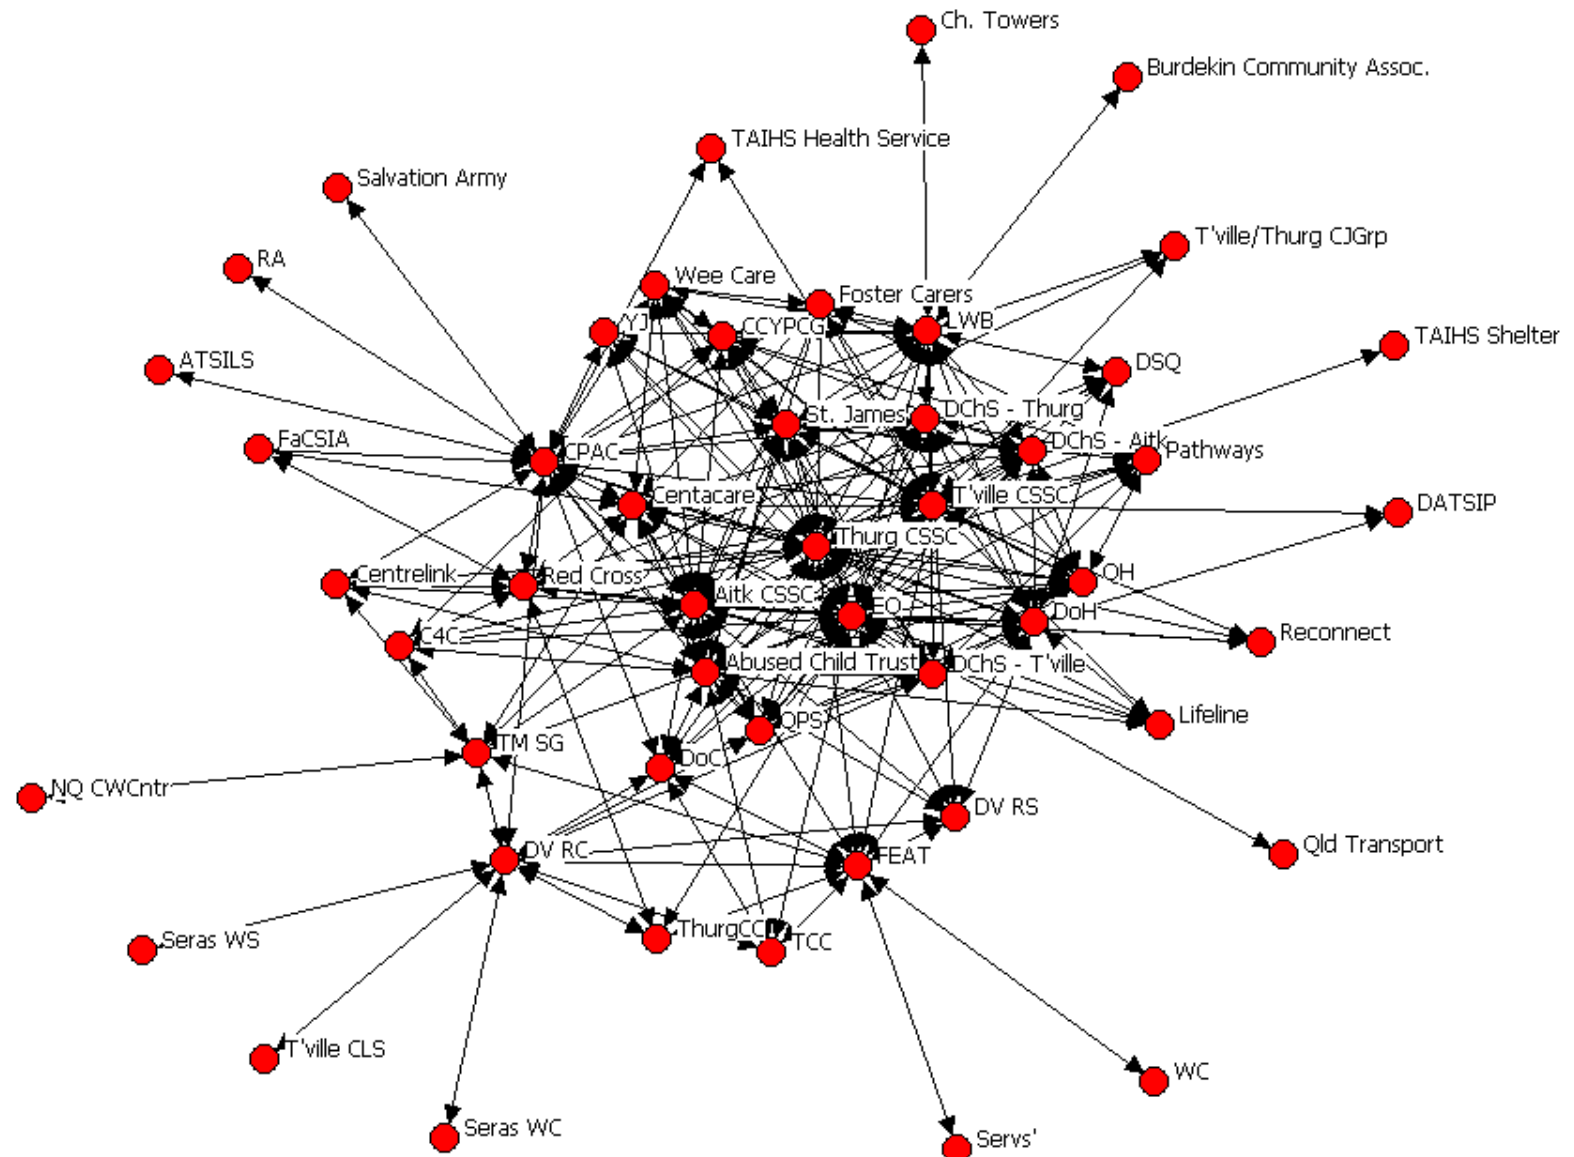 Ch. Towers
Burdekin Community Assoc.
TAIHS Health Service
Salvation Army
T'ville/Thurg CJGrp
RA
Wee Care
Foster Carers
YJ
CCYPCG
LWB
TAIHS Shelter
ATSILS
DSQ
St. James
DChS - Thurg
FaCSIA
CPAC
DChS - Aitk
Pathways
Centacare
T'ville CSSC
DATSIP
Thurg CSSC
Centrelink
Red Cross
QH
Aitk CSSC
EQ
DoH
C4C
Reconnect
Abused Child Trust
DChS - T'ville
Lifeline
QPS
TM SG
DoC
NQ CWCntr
DV RS
Qld Transport
DV RC
FEAT
Seras WS
ThurgCC
TCC
T'ville CLS
WC
Seras WC
Servs'